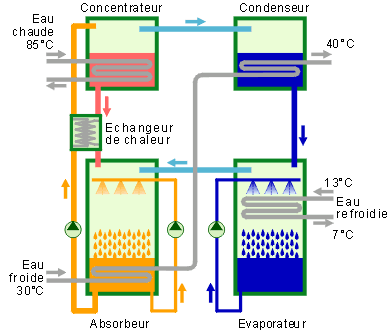 Concentrateur
Condenseur
Eau
chaude
85°C
40°C
Echangeur
de chaleur
13°C
Eau
refroidie
7°C
Eau
froide
30°C
Absorbeur
Evaporateur